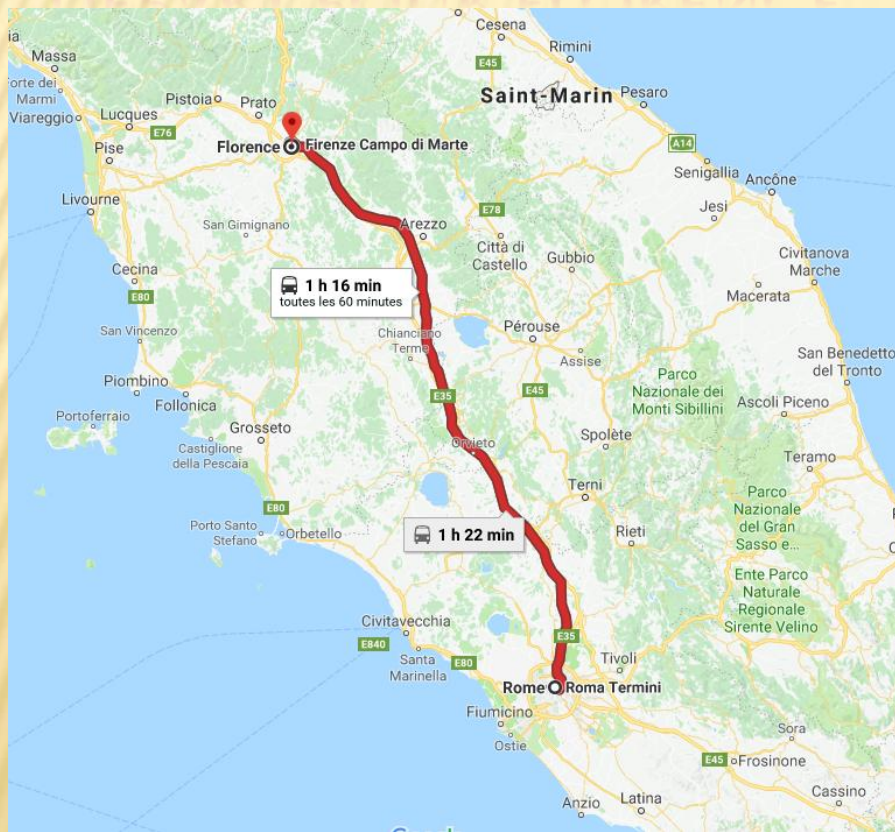 Cesena
ia
Massa
E45
Rimini
Forte dei
Marmi
Viareggio
Pistoia
Prato
Saint-Marin
Pesaro
Lucques
E76
Florence
Firenze Campo di Marte
A14
Pise
Senigallia
Ancône
Livourne
San Gimignano
Arezzo
E78
Jesi
Città di
Castello
Gubbio
Civitanova
Marche
Cecina
1 h 16 min
toutes les 60 minutes
E80
Macerata
San Vincenzo
Chianciano
Terme
Pérouse
Assise
San Benedetto
del Tronto
Piombino
Follonica
E35
E45
Parco
Nazionale dei
Monti Sibillini
Ascoli Piceno
Portoferraio
Grosseto
Castiglione
della Pescaia
Orvieto
Spolète
Teramo
Terni
E80
Parco
Nazionale
del Gran
Sasso e...
Porto Santo
Stefano
Orbetello
1 h 22 min
Rieti
Ente Parco
Naturale
Regionale
Sirente Velino
Civitavecchia
E840
Santa
Marinella
E35
E80
Tivoli
Rome
Roma Termini
Fiumicino
Ostie
Sora
E45
Frosinone
Anzio
Latina
Cassino